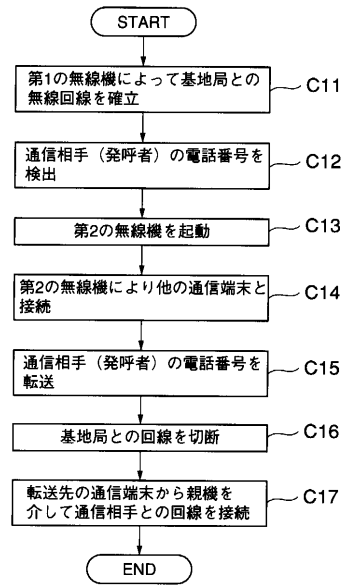 START
第1の無線機によって基地局との
無線回線を確立
C11
通信相手（発呼者）の電話番号を
検出
C12
第2の無線機を起動
C13
第2の無線機により他の通信端末と
接続
C14
通信相手（発呼者）の電話番号を
転送
C15
基地局との回線を切断
C16
転送先の通信端末から親機を
介して通信相手との回線を接続
C17
END